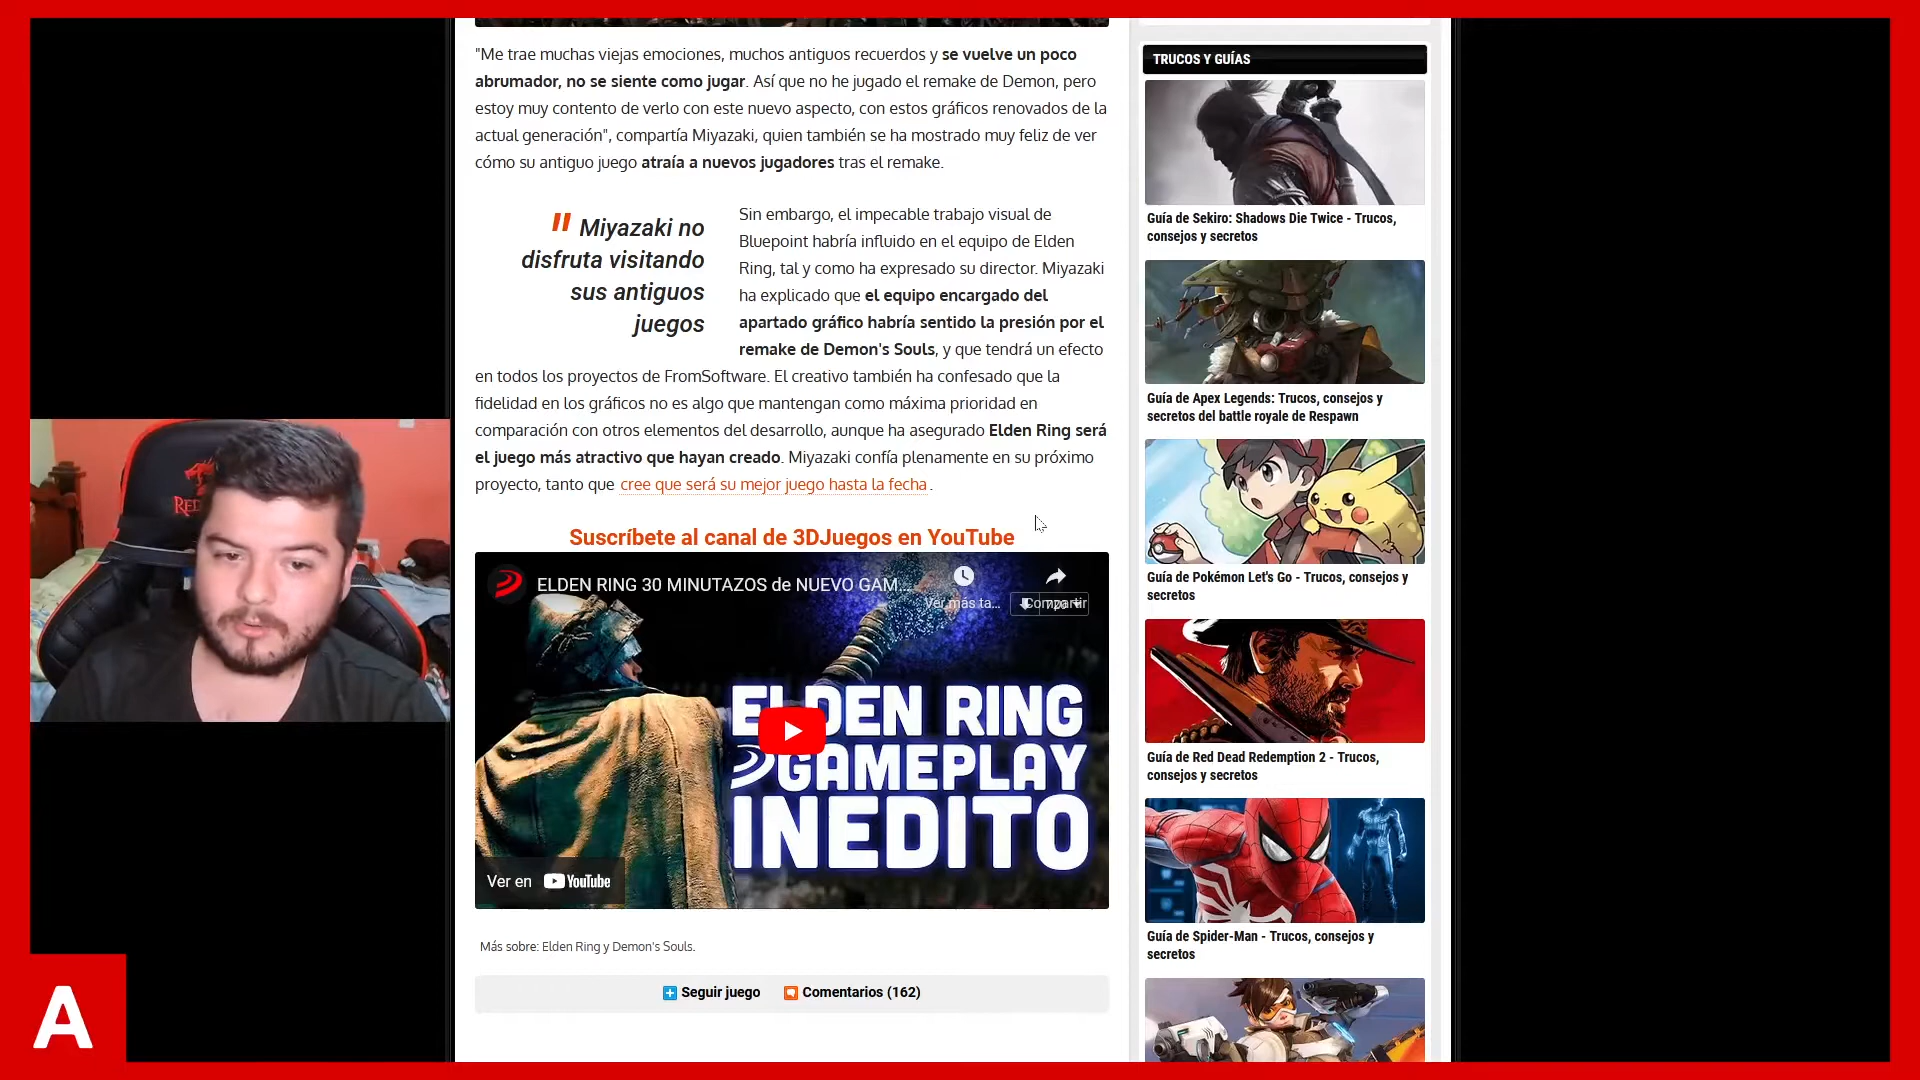 "Me trae muchas viejas emociones, muchos antiguos recuerdos y se vuelve un poco
abrumador, no se siente como jugar. Así que no he jugado el remake de Demon, pero
estoy muy contento de verlo con este nuevo aspecto, con estos gráficos renovados de la
actual generación", compartía Miyazaki, quien también se ha mostrado muy feliz de ver
cómo su antiguo juego atraía a nuevos jugadores tras el remake.
" Miyazaki no
disfruta visitando
sus antiguos
juegos
Sin embargo, el impecable trabajo visual de
Bluepoint habría influido en el equipo de Elden
Ring, tal y como ha expresado su director. Miyazaki
ha explicado que el equipo encargado del
apartado gráfico habría sentido la presión por el
remake de Demon's Souls, y que tendrá un efecto
en todos los proyectos de FromSoftware. El creativo también ha confesado que la
fidelidad en los gráficos no es algo que mantengan como máxima prioridad en
comparación con otros elementos del desarrollo, aunque ha asegurado Elden Ring será
el juego más atractivo que hayan creado. Miyazaki confía plenamente en su próximo
proyecto, tanto que cree que será su mejor juego hasta la fecha.
Suscríbete al canal de 3DJuegos en YouTube
ELDEN RING 30 MINUTAZOS de NUEVO GAM...
Ver más ta...
Compartir
720
ELDEN RING
GAMEPLAY
INEDITO
Ver en YouTube
Más sobre: Elden Ring y Demon's Souls.
Seguir juego
Comentarios (162)
TRUCOS Y GUÍAS
Guía de Sekiro: Shadows Die Twice - Trucos,
consejos y secretos
Guía de Apex Legends: Trucos, consejos y
secretos del battle royale de Respawn
Guía de Pokémon Let's Go - Trucos, consejos y
secretos
Guía de Red Dead Redemption 2 - Trucos,
consejos y secretos
Guía de Spider-Man - Trucos, consejos y
secretos
RED
A